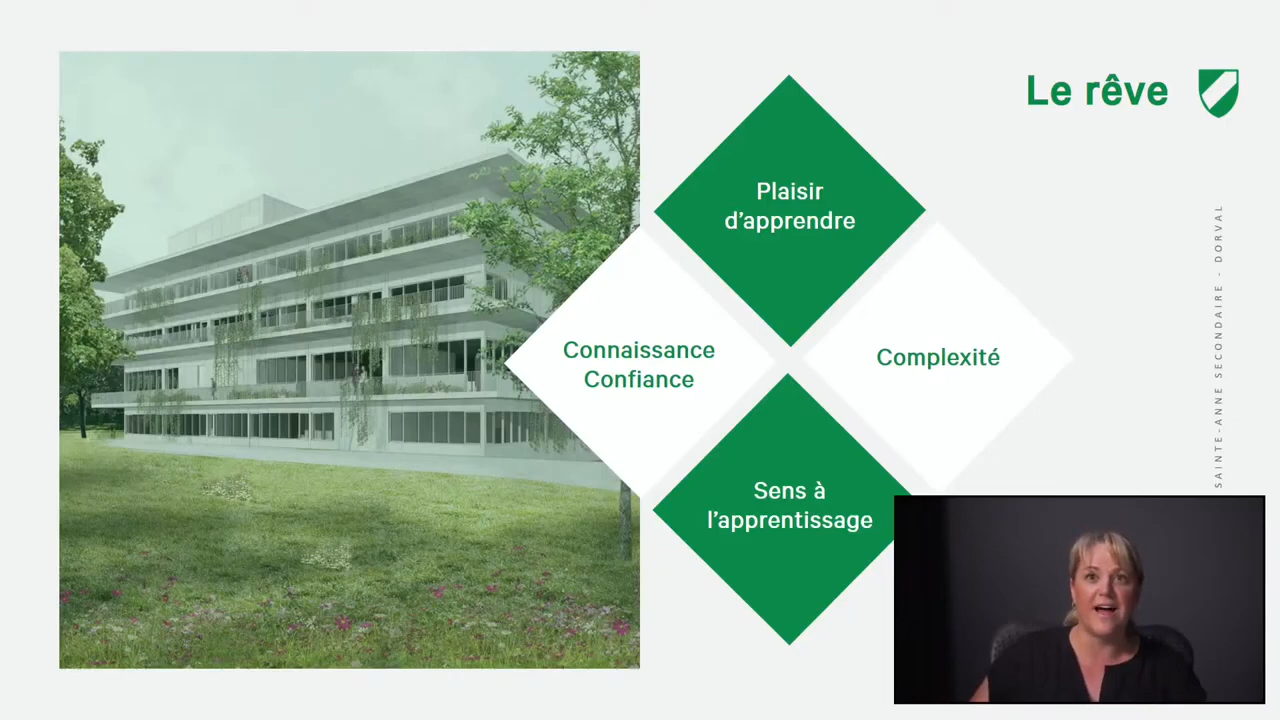 Le rêve
Plaisir
d'apprendre
Connaissance
Confiance
Complexité
Sens à
l'apprentissage
SAINTE-ANNE SECONDAIRE - DORVAL